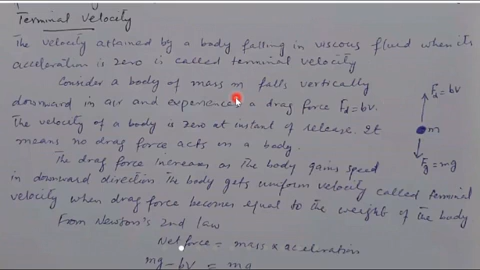 Terminal Velocity
The velocity attained by a body falling in viscous fluid when its
acceleration is zero is called terminal velocity
Consider a body of mass m falls vertically
downward in air and experiences a drag force Fd = bV.
The velocity of a body is zero at instant of release. It
means no drag force acts on a body.
The drag force increases as the body gains speed
in downward direction The body gets uniform velocity called terminal
velocity when drag force becomes equal to the weight of the body
From Newton's 2nd law
Net force = mass x acceleration
mg - bV = ma
Fd = bV
m
Fg = mg